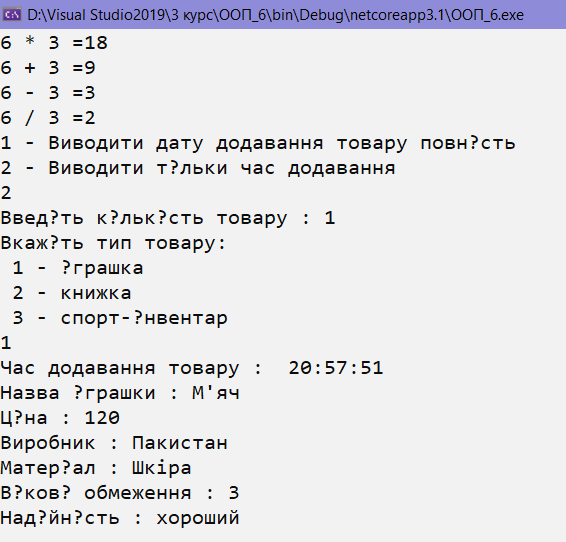 D:\Visual Studio2019\3 курс\ООП_6\bin\Debug\netcoreapp3.1\ООП_6.exe
6 * 3 =18
6 + 3 =9
6 - 3 =3
6 / 3 =2
1 - Виводити дату додавання товару повн?сть
2 - Виводити т?льки час додавання
2
Введ?ть к?льк?сть товару : 1
Вкаж?ть тип товару:
1 - ?грашка
2 - книжка
3 - спорт-?нвентар
1
Час додавання товару :  20:57:51
Назва ?грашки : М'яч
Ц?на : 120
Виробник : Пакистан
Матер?ал : Шкіра
В?ков? обмеження : 3
Над?йн?сть : хороший